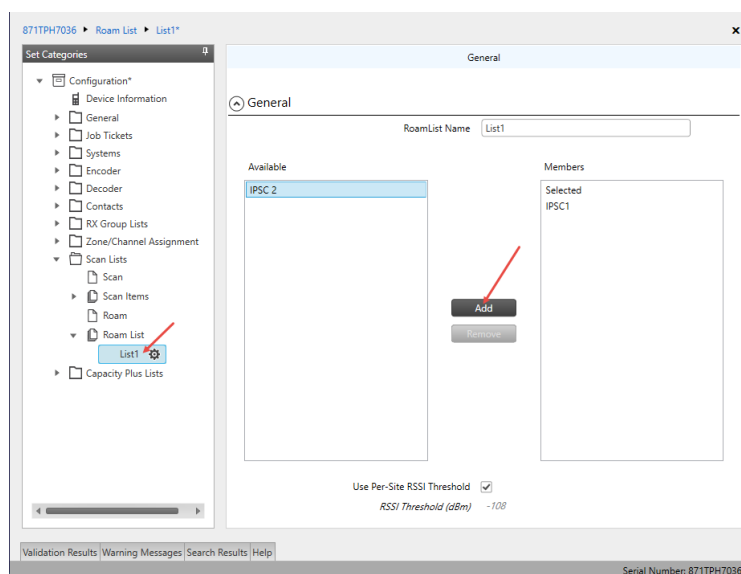 871TPH7036 Roam List List1*
Set Categories
Configuration*
Device Information
General
Job Tickets
Systems
Encoder
Decoder
Contacts
RX Group Lists
Zone/Channel Assignment
Scan Lists
Scan
Scan Items
Roam
Roam List
List1
Capacity Plus Lists
General
General
RoamList Name List1
Available
IPSC 2
Members
Selected
IPSC1
Add
Remove
Use Per-Site RSSI Threshold
RSSI Threshold (dBm) -108
Validation Results Warning Messages Search Results Help
Serial Number: 871TPH7036